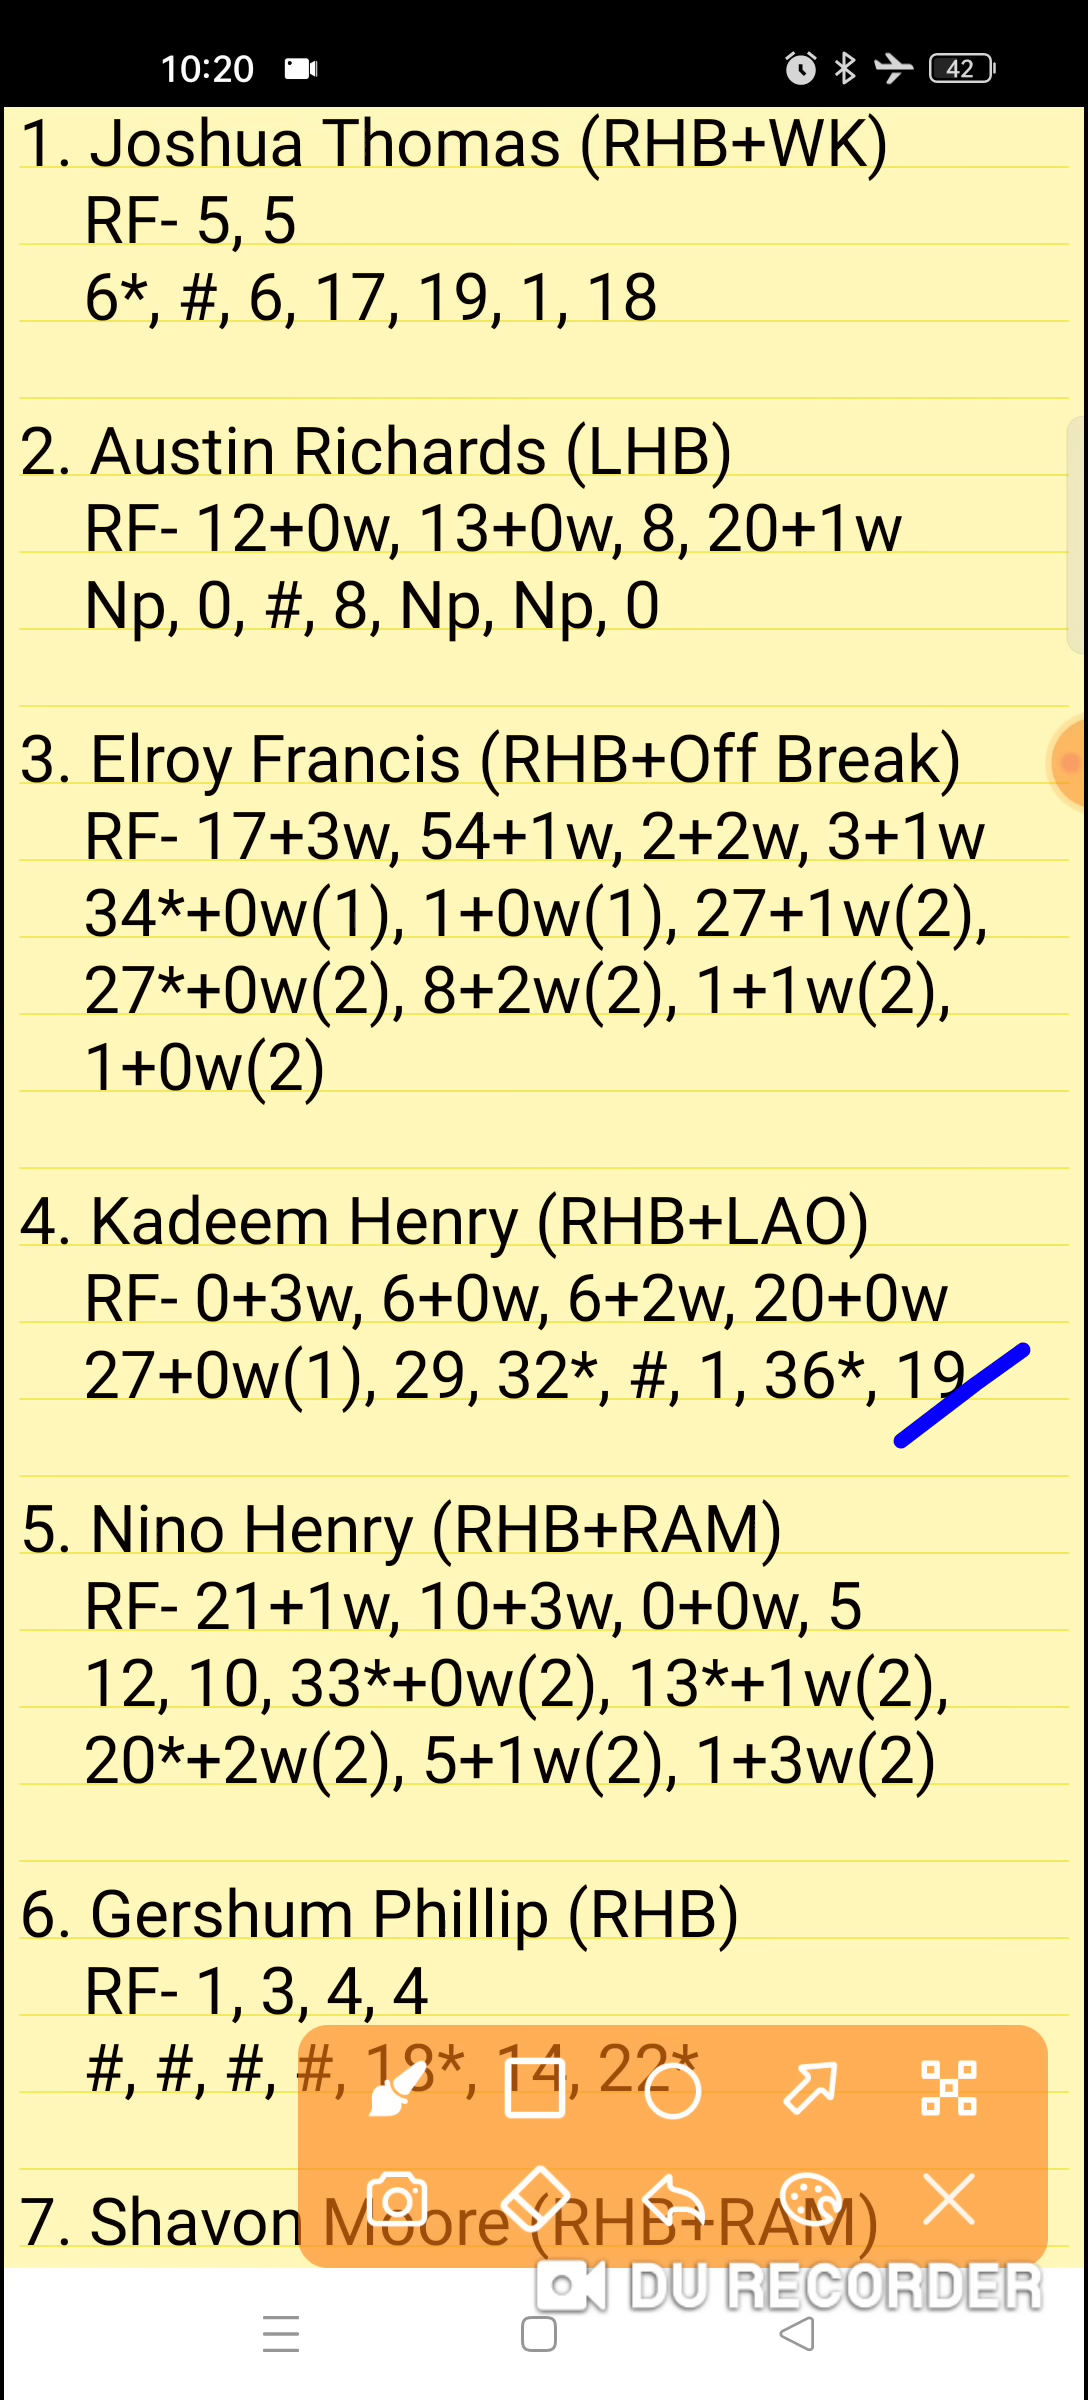 10:20
42
1. Joshua Thomas (RHB+WK)
RF- 5, 5
6*, #, 6, 17, 19, 1, 18
2. Austin Richards (LHB)
RF- 12+0w, 13+0w, 8, 20+1w
Np, 0, #, 8, Np, Np, 0
3. Elroy Francis (RHB+Off Break)
RF- 17+3w, 54+1w, 2+2w, 3+1w
34*+0w(1), 1+0w(1), 27+1w(2),
27*+0w(2), 8+2w(2), 1+1w(2),
1+0w(2)
4. Kadeem Henry (RHB+LAO)
RF- 0+3w, 6+0w, 6+2w, 20+0w
27+0w(1), 29, 32*, #, 1, 36*, 19
5. Nino Henry (RHB+RAM)
RF- 21+1w, 10+3w, 0+0w, 5
12, 10, 33*+0w(2), 13*+1w(2),
20*+2w(2), 5+1w(2), 1+3w(2)
6. Gershum Phillip (RHB)
RF- 1, 3, 4, 4
#, #, #, #, 18*, 14, 22*
7. Shavon Moore (RHB+RAM)
DU RECORDER